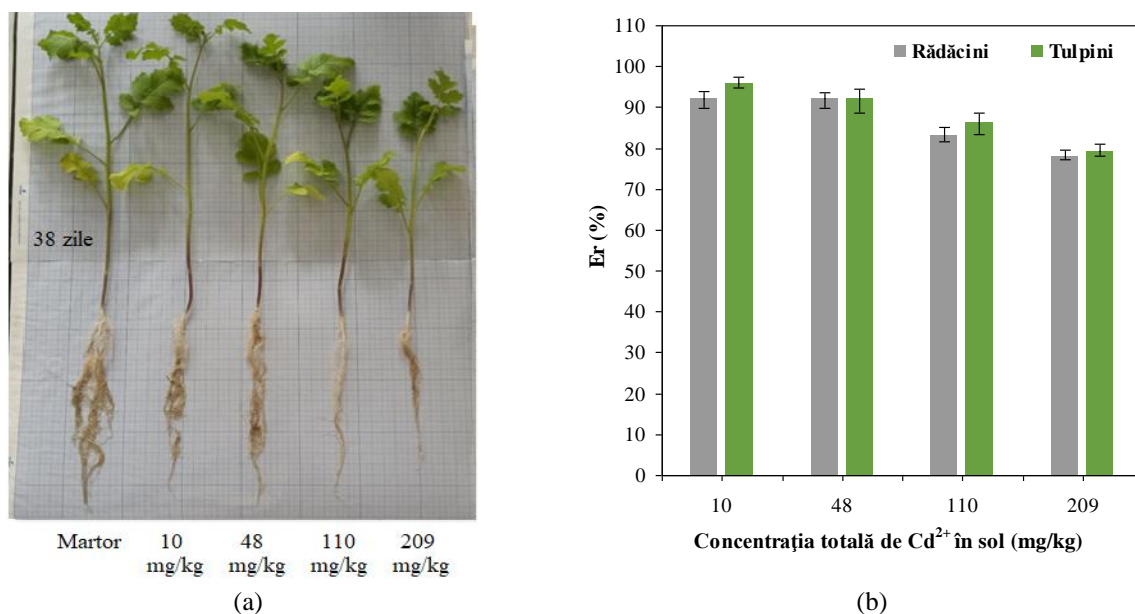 38 zile
Martor 10 48 110 209
mg/kg mg/kg mg/kg mg/kg
(a)
110
100
90
80
70
60
50
40
30
20
10
0
Er (%)
Rădăcini Tulpini
10 48 110 209
Concentraţia totală de Cd²⁺ în sol (mg/kg)
(b)